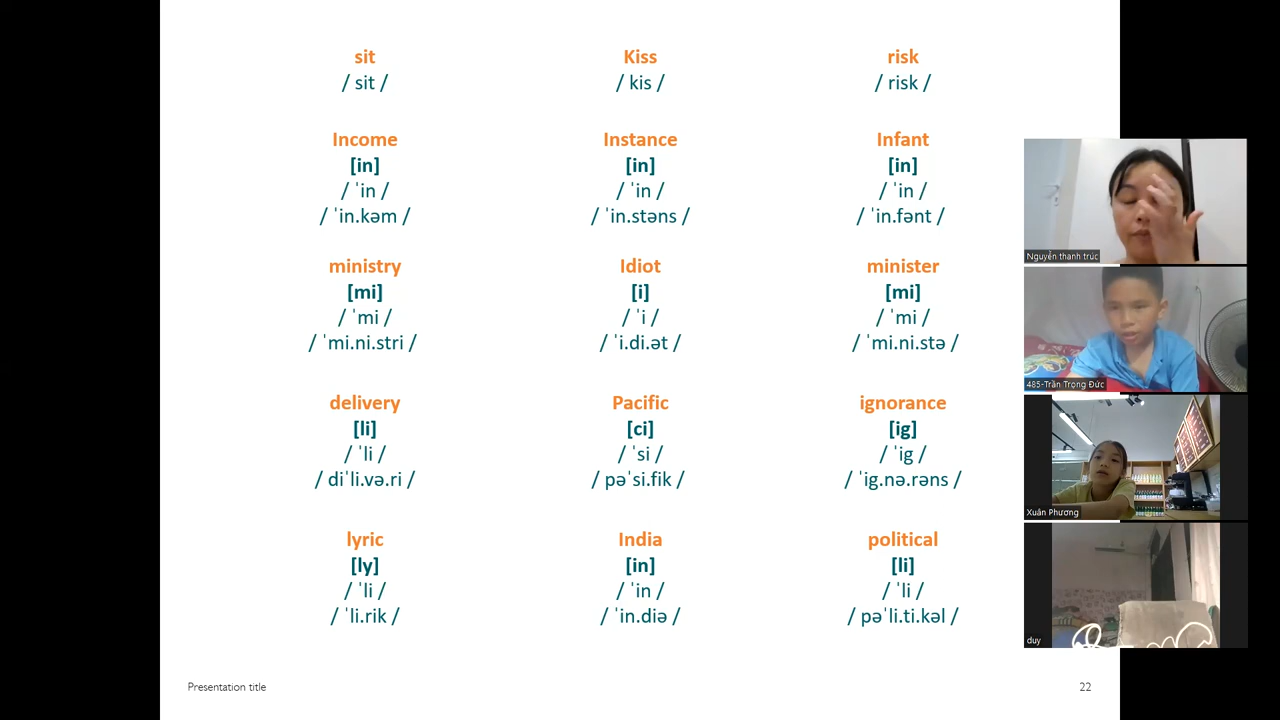 sit
/ sit /
Kiss
/ kis /
risk
/ risk /
Income
[in]
/ ˈin /
/ ˈin.kəm /
Instance
[in]
/ ˈin /
/ ˈin.stəns /
Infant
[in]
/ ˈin /
/ ˈin.fənt /
ministry
[mi]
/ ˈmi /
/ ˈmi.ni.stri /
Idiot
[i]
/ ˈi /
/ ˈi.di.ət /
minister
[mi]
/ ˈmi /
/ ˈmi.ni.stə /
delivery
[li]
/ ˈli /
/ diˈli.və.ri /
Pacific
[ci]
/ ˈsi /
/ pəˈsi.fik /
ignorance
[ig]
/ ˈig /
/ ˈig.nə.rəns /
lyric
[ly]
/ ˈli /
/ ˈli.rik /
India
[in]
/ ˈin /
/ ˈin.diə /
political
[li]
/ ˈli /
/ pəˈli.ti.kəl /
Presentation title
22
Nguyễn thanh trúc
485-Trần Trọng Đức
Xuân Phương
duy